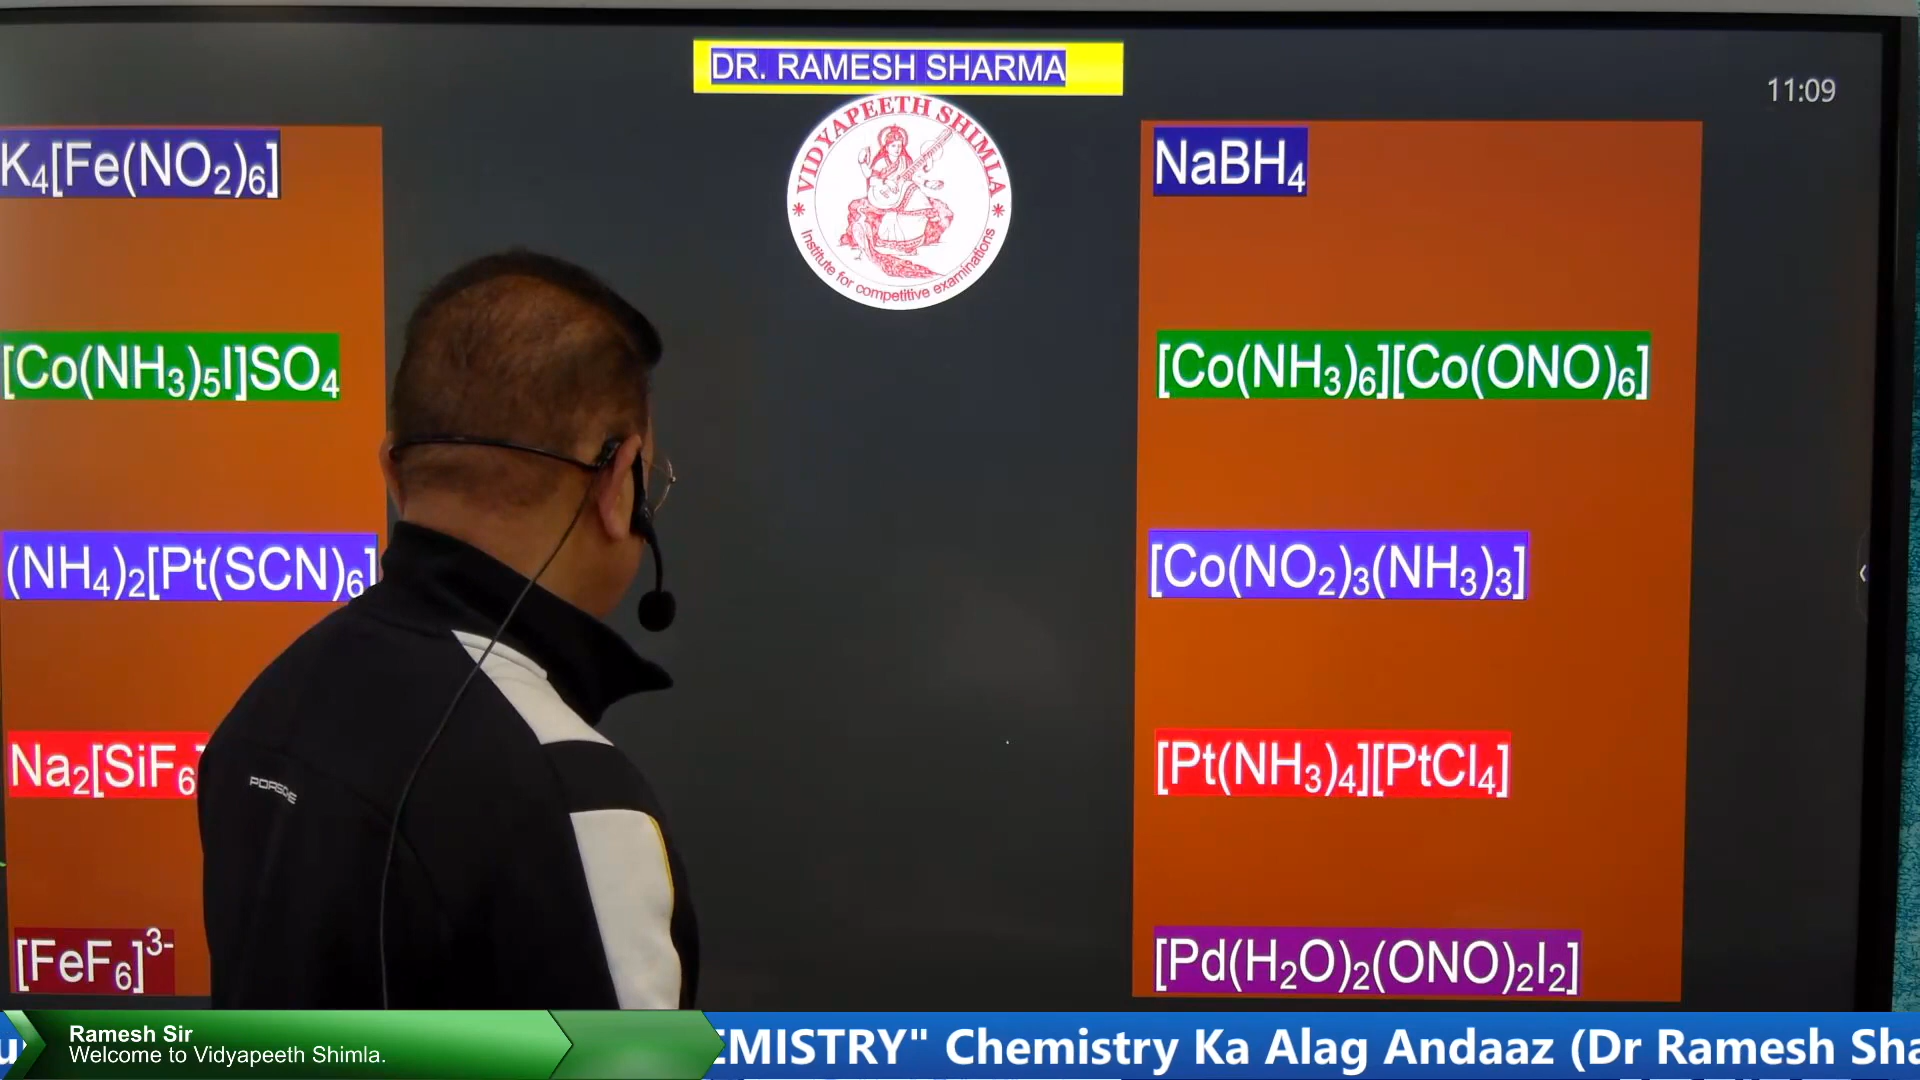 DR. RAMESH SHARMA
11:09
VIDYAPEETH SHIMLA
Institute for competitive examinations
K₄[Fe(NO₂)₆]
[Co(NH₃)₅I]SO₄
(NH₄)₂[Pt(SCN)₆]
Na₂[SiF₆]
[FeF₆]³⁻
NaBH₄
[Co(NH₃)₆][Co(ONO)₆]
[Co(NO₂)₃(NH₃)₃]
[Pt(NH₃)₄][PtCl₄]
[Pd(H₂O)₂(ONO)₂I₂]
PORSCHE
Ramesh Sir
Welcome to Vidyapeeth Shimla.
EMISTRY" Chemistry Ka Alag Andaaz (Dr Ramesh Sha